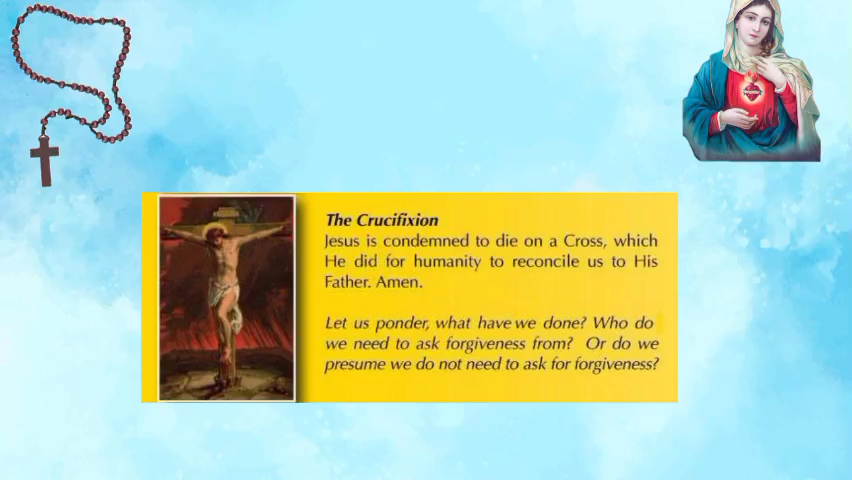 The Crucifixion
Jesus is condemned to die on a Cross, which
He did for humanity to reconcile us to His
Father. Amen.
Let us ponder, what have we done? Who do
we need to ask forgiveness from? Or do we
presume we do not need to ask for forgiveness?